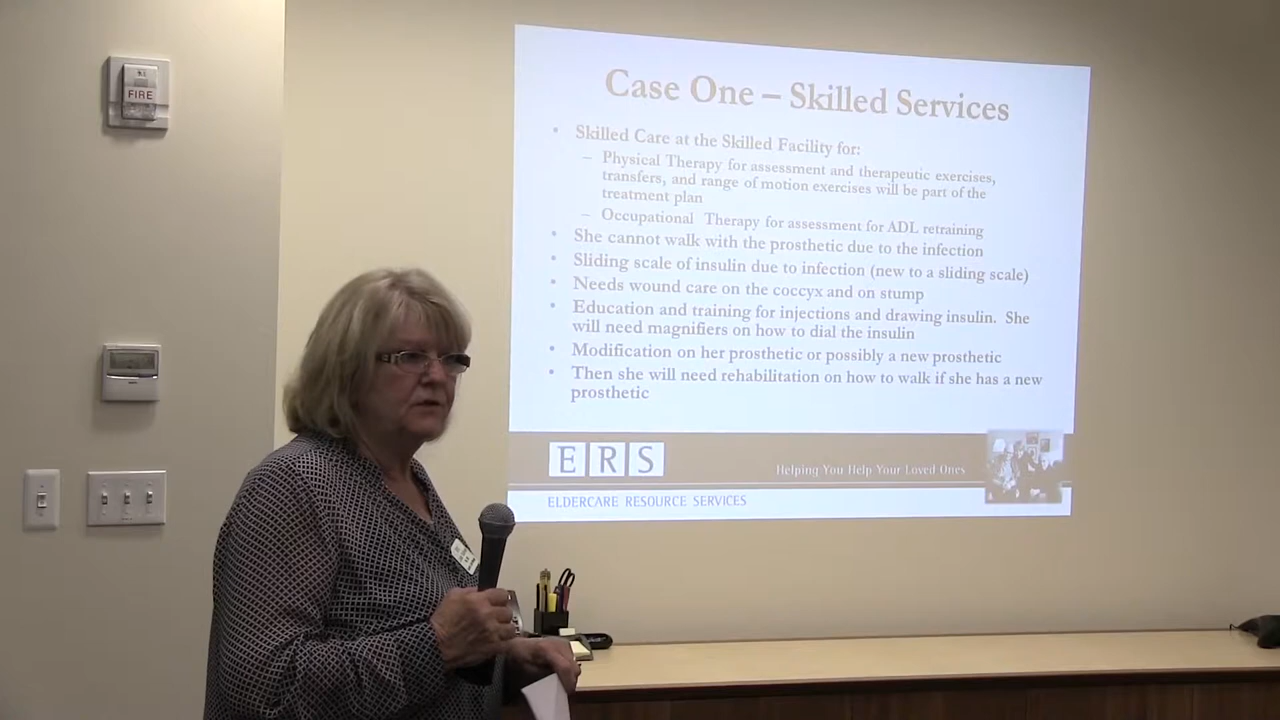 FIRE
Case One – Skilled Services
• Skilled Care at the Skilled Facility for:
– Physical Therapy for assessment and therapeutic exercises,
transfers, and range of motion exercises will be part of the
treatment plan
– Occupational Therapy for assessment for ADL retraining
• She cannot walk with the prosthetic due to the infection
• Sliding scale of insulin due to infection (new to a sliding scale)
• Needs wound care on the coccyx and on stump
• Education and training for injections and drawing insulin. She
will need magnifiers on how to dial the insulin
• Modification on her prosthetic or possibly a new prosthetic
• Then she will need rehabilitation on how to walk if she has a new
prosthetic
ERS
Helping You Help Your Loved Ones
ELDERCARE RESOURCE SERVICES